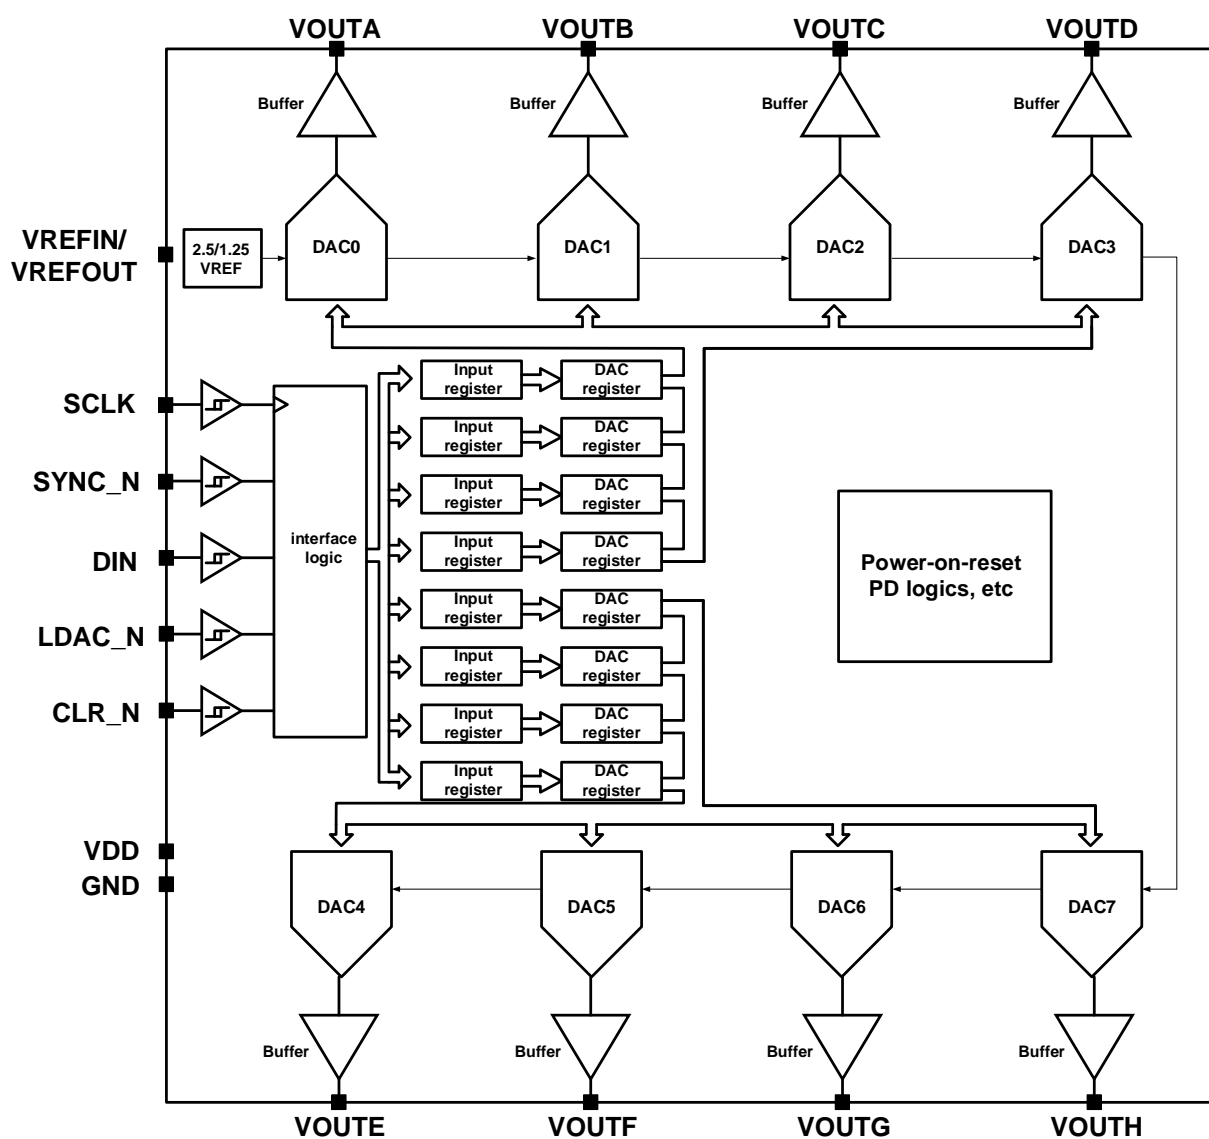 VOUTA
VOUTB
VOUTC
VOUTD
Buffer
Buffer
Buffer
Buffer
VREFIN/
VREFOUT
2.5/1.25
VREF
DAC0
DAC1
DAC2
DAC3
SCLK
SYNC_N
DIN
LDAC_N
CLR_N
interface
logic
Input
register
DAC
register
Input
register
DAC
register
Input
register
DAC
register
Input
register
DAC
register
Input
register
DAC
register
Input
register
DAC
register
Input
register
DAC
register
Input
register
DAC
register
Power-on-reset
PD logics, etc
VDD
GND
DAC4
DAC5
DAC6
DAC7
Buffer
Buffer
Buffer
Buffer
VOUTE
VOUTF
VOUTG
VOUTH